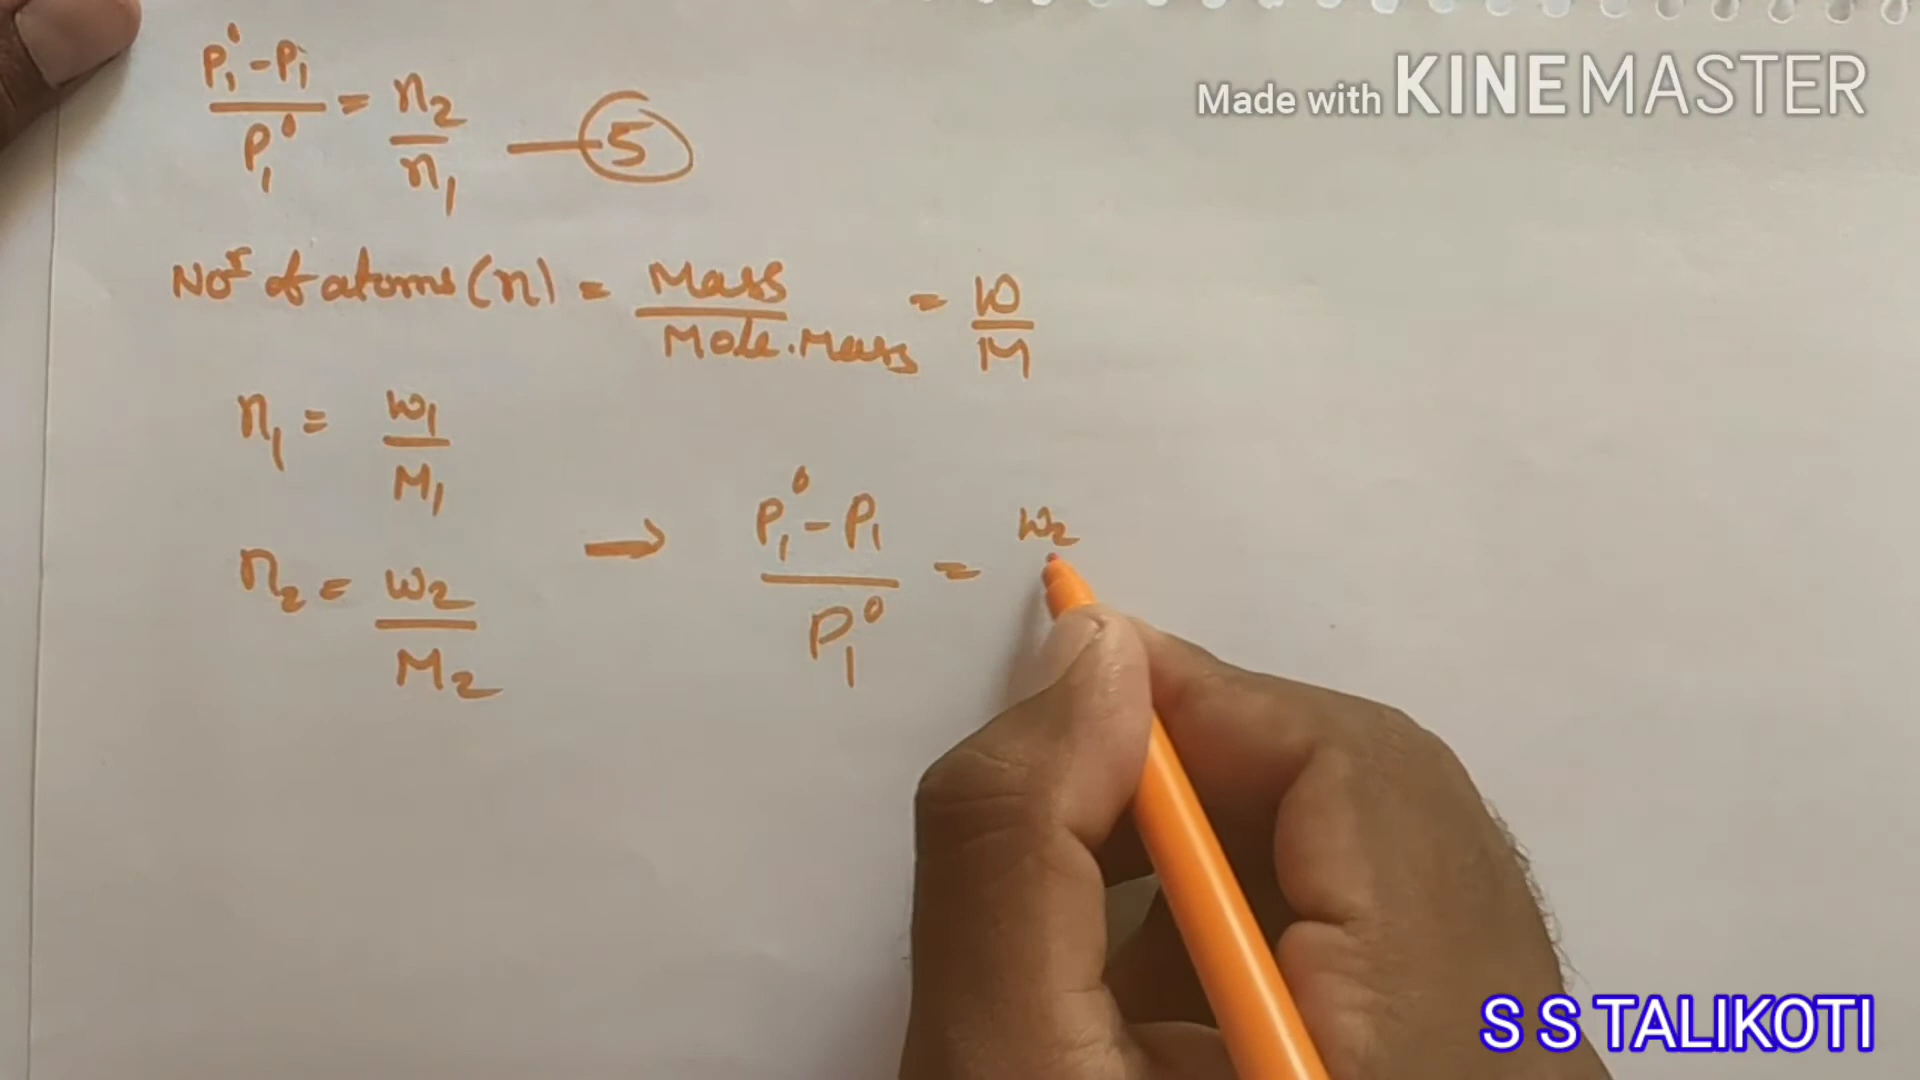 Made with KINEMASTER
P₁⁰ - P₁ / P₁⁰ = n₂ / n₁ — 5
No.s of atoms (n) = Mass / Mole. Mass = W / M
n₁ = w₁ / M₁
n₂ = w₂ / M₂ → P₁⁰ - P₁ / P₁⁰ = w₂
S S TALIKOTI